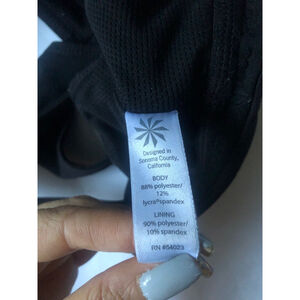 Designed in
Sonoma County,
California
BODY
88% polyester/
12%
lycra®spandex
LINING
90% polyester/
10% spandex
RN #54023